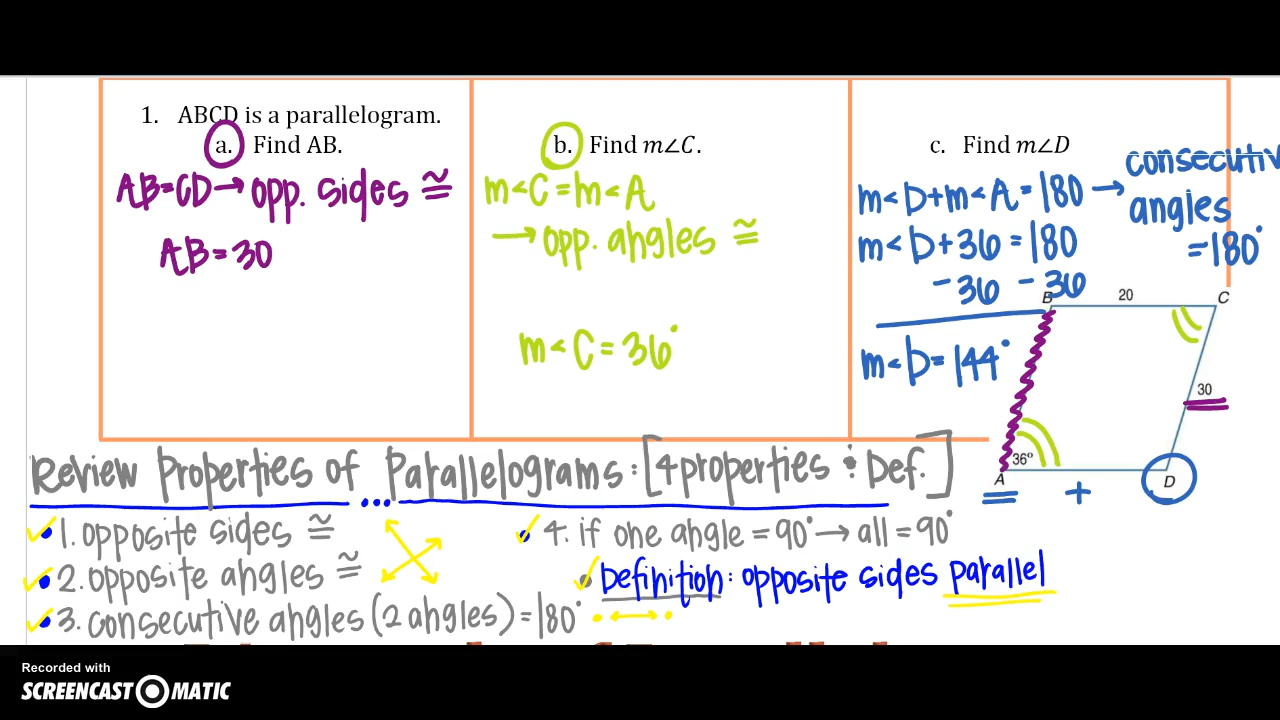 1. ABCD is a parallelogram.
a. Find AB.
AB=CD→opp. sides ≅
AB=30
b. Find m∠C.
m<C=m<A
→opp. angles ≅
m<C=36°
c. Find m∠D
m<D+m<A=180→consecutive
angles
=180°
m<D+36=180
-36 -36
m<D=144°
B 20 C
30
36°
A + D
Review Properties of Parallelograms: [4 properties : Def.]
1. opposite sides ≅
2. opposite angles ≅
3. consecutive angles (2 angles)=180°
4. if one angle = 90°→all = 90°
Definition: opposite sides parallel
Recorded with
SCREENCAST MATIC